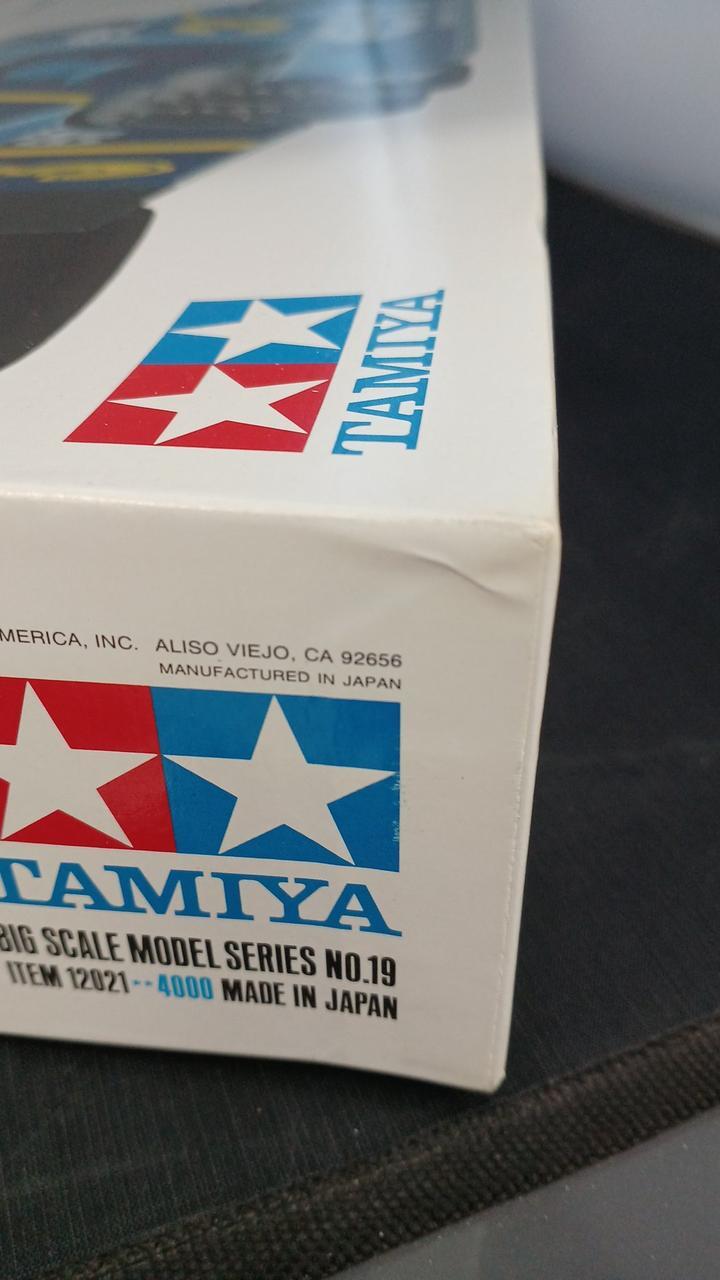 TAMIYA
MERICA, INC. ALISO VIEJO, CA 92656
MANUFACTURED IN JAPAN
TAMIYA
BIG SCALE MODEL SERIES NO.19
ITEM 12021··4000 MADE IN JAPAN